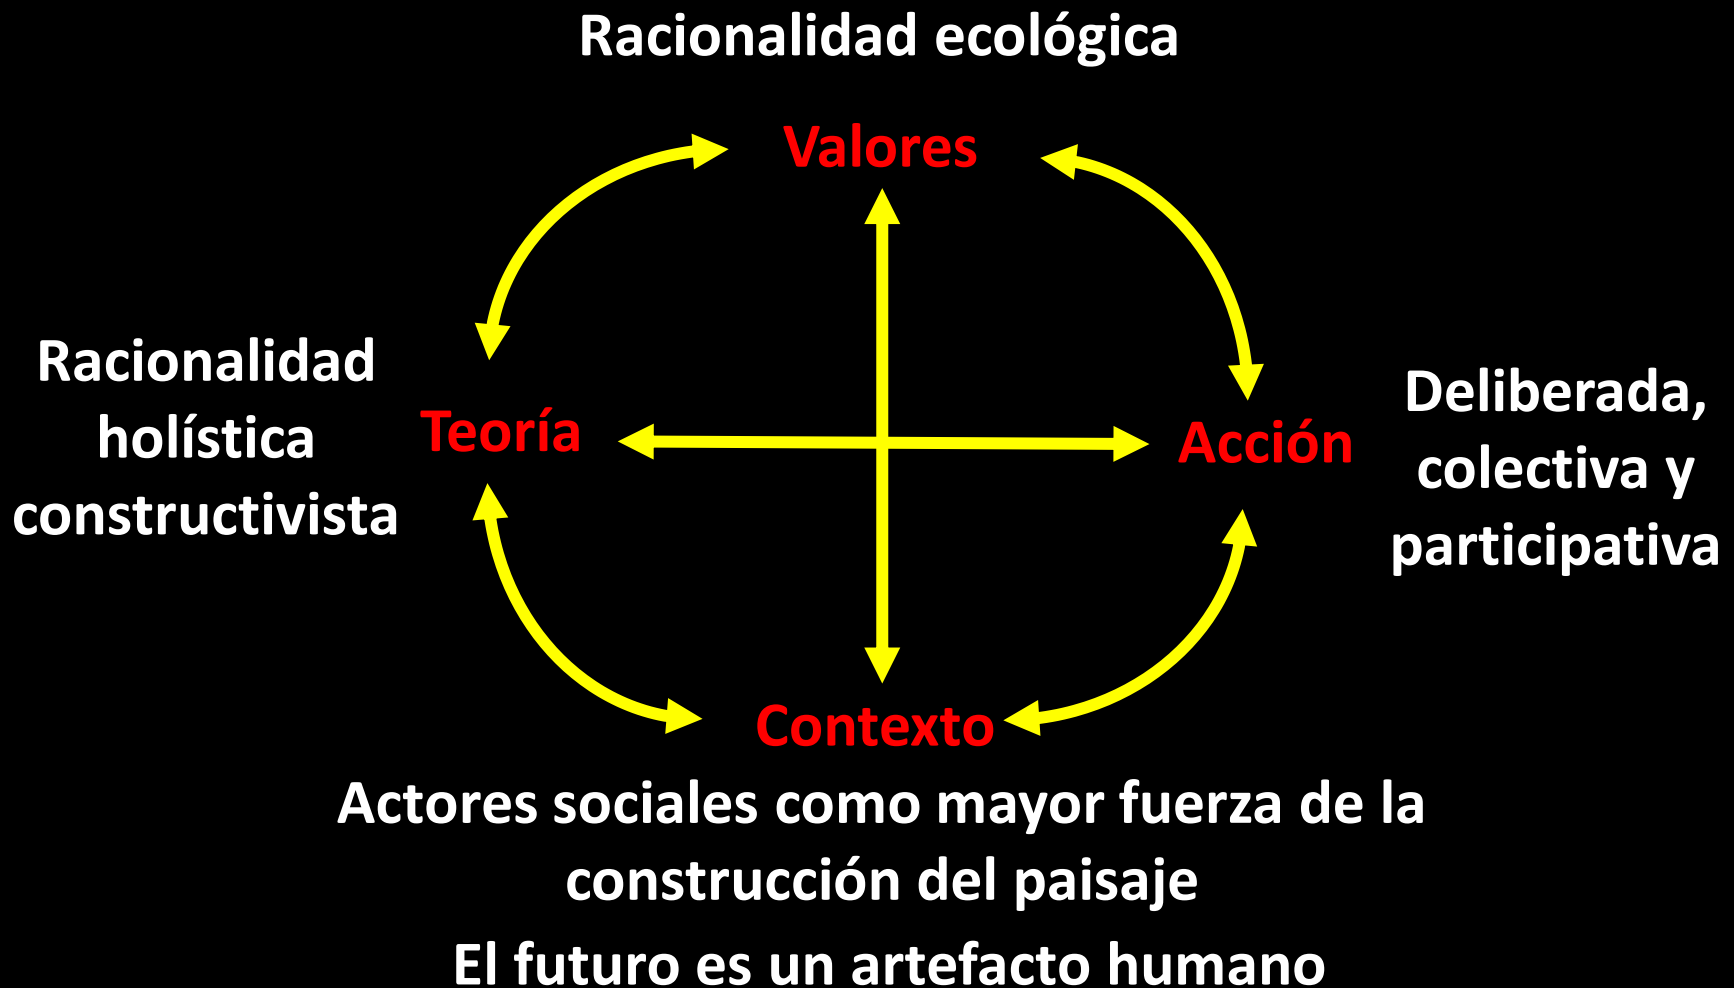 Racionalidad ecológica
Valores
Racionalidad
holística
constructivista
Teoría
Acción
Deliberada,
colectiva y
participativa
Contexto
Actores sociales como mayor fuerza de la
construcción del paisaje
El futuro es un artefacto humano